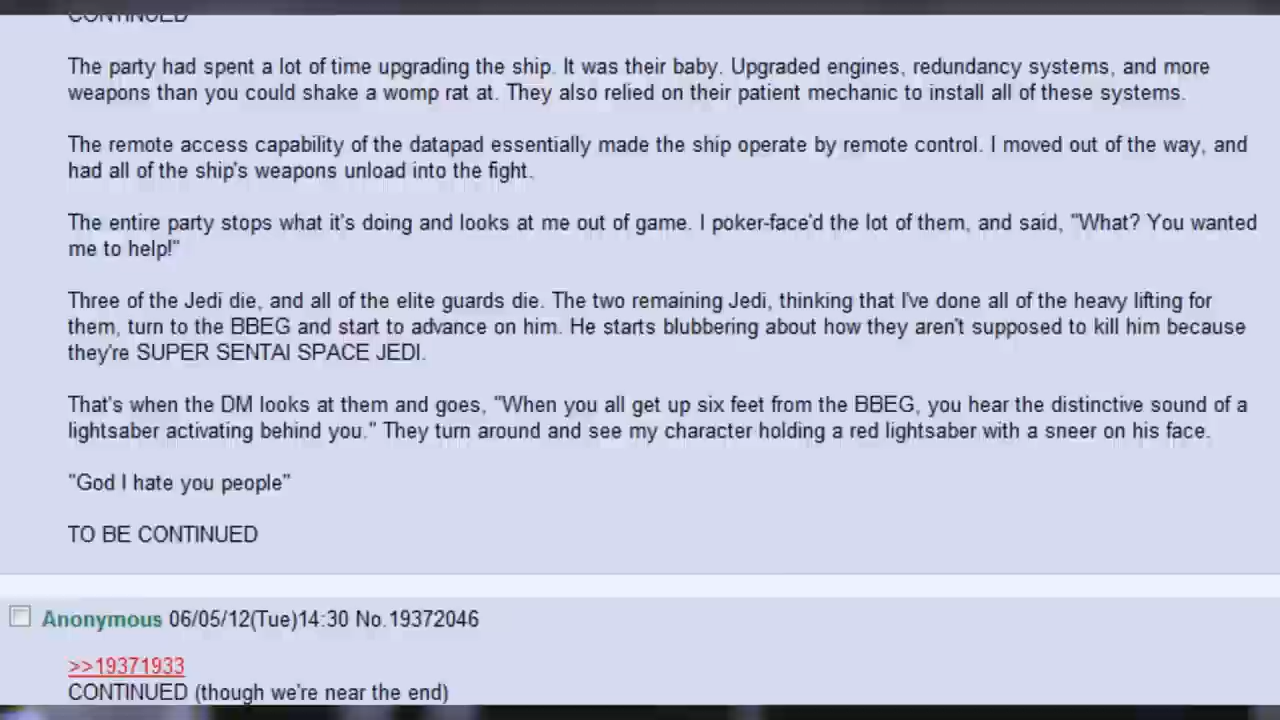 CONTINUED
The party had spent a lot of time upgrading the ship. It was their baby. Upgraded engines, redundancy systems, and more
weapons than you could shake a womp rat at. They also relied on their patient mechanic to install all of these systems.
The remote access capability of the datapad essentially made the ship operate by remote control. I moved out of the way, and
had all of the ship's weapons unload into the fight.
The entire party stops what it's doing and looks at me out of game. I poker-face'd the lot of them, and said, "What? You wanted
me to help!"
Three of the Jedi die, and all of the elite guards die. The two remaining Jedi, thinking that I've done all of the heavy lifting for
them, turn to the BBEG and start to advance on him. He starts blubbering about how they aren't supposed to kill him because
they're SUPER SENTAI SPACE JEDI.
That's when the DM looks at them and goes, "When you all get up six feet from the BBEG, you hear the distinctive sound of a
lightsaber activating behind you." They turn around and see my character holding a red lightsaber with a sneer on his face.
"God I hate you people"
TO BE CONTINUED
Anonymous 06/05/12(Tue)14:30 No.19372046
>>19371933
CONTINUED (though we're near the end)